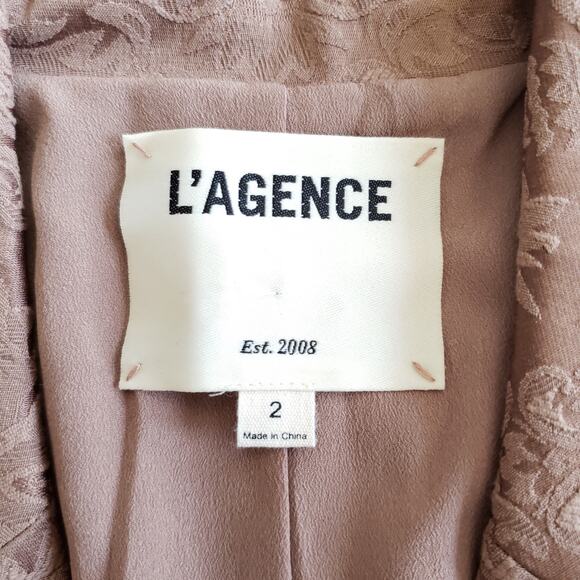 L'AGENCE
Est. 2008
2
Made in China